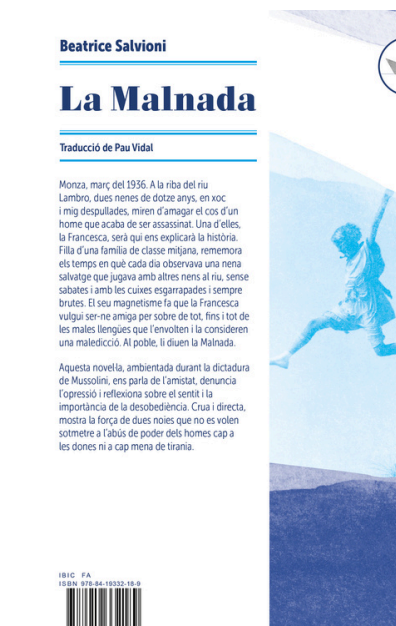 Beatrice Salvioni
La Malnada
Traducció de Pau Vidal
Monza, març del 1936. A la riba del riu
Lambro, dues nenes de dotze anys, en xoc
i mig despullades, miren d’amagar el cos d’un
home que acaba de ser assassinat. Una d’elles,
la Francesca, serà qui ens explicarà la història.
Filla d’una família de classe mitjana, rememora
els temps en què cada dia observava una nena
salvatge que jugava amb altres nens al riu, sense
sabates i amb les cuixes esgarrapades i sempre
brutes. El seu magnetisme fa que la Francesca
vulgui ser-ne amiga per sobre de tot, fins i tot de
les males llengües que l’envolten i la consideren
una maledicció. Al poble, li diuen la Malnada.
Aquesta novel·la, ambientada durant la dictadura
de Mussolini, ens parla de l’amistat, denuncia
l’opressió i reflexiona sobre el sentit i la
importància de la desobediència. Crua i directa,
mostra la força de dues noies que no es volen
sotmetre a l’abús de poder dels homes cap a
les dones ni a cap mena de tirania.
IBIC FA
ISBN 978-84-19332-18-9